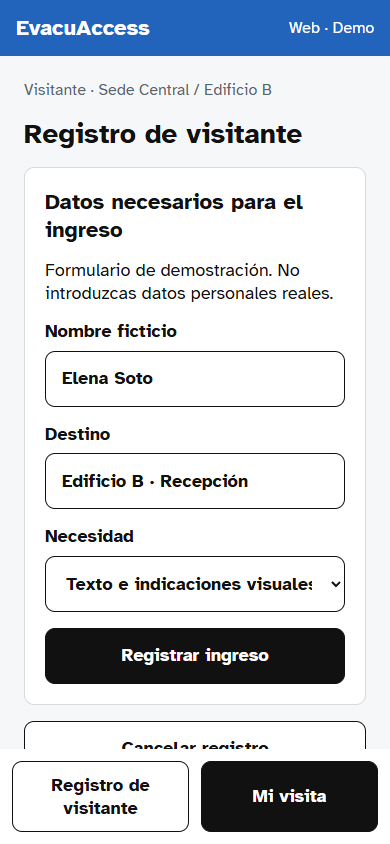 EvacuAccess
Web · Demo
Visitante · Sede Central / Edificio B
Registro de visitante
Datos necesarios para el
ingreso
Formulario de demostración. No
introduzcas datos personales reales.
Nombre ficticio
Elena Soto
Destino
Edificio B · Recepción
Necesidad
Texto e indicaciones visuales
Registrar ingreso
Cancelar registro
Registro de
visitante
Mi visita